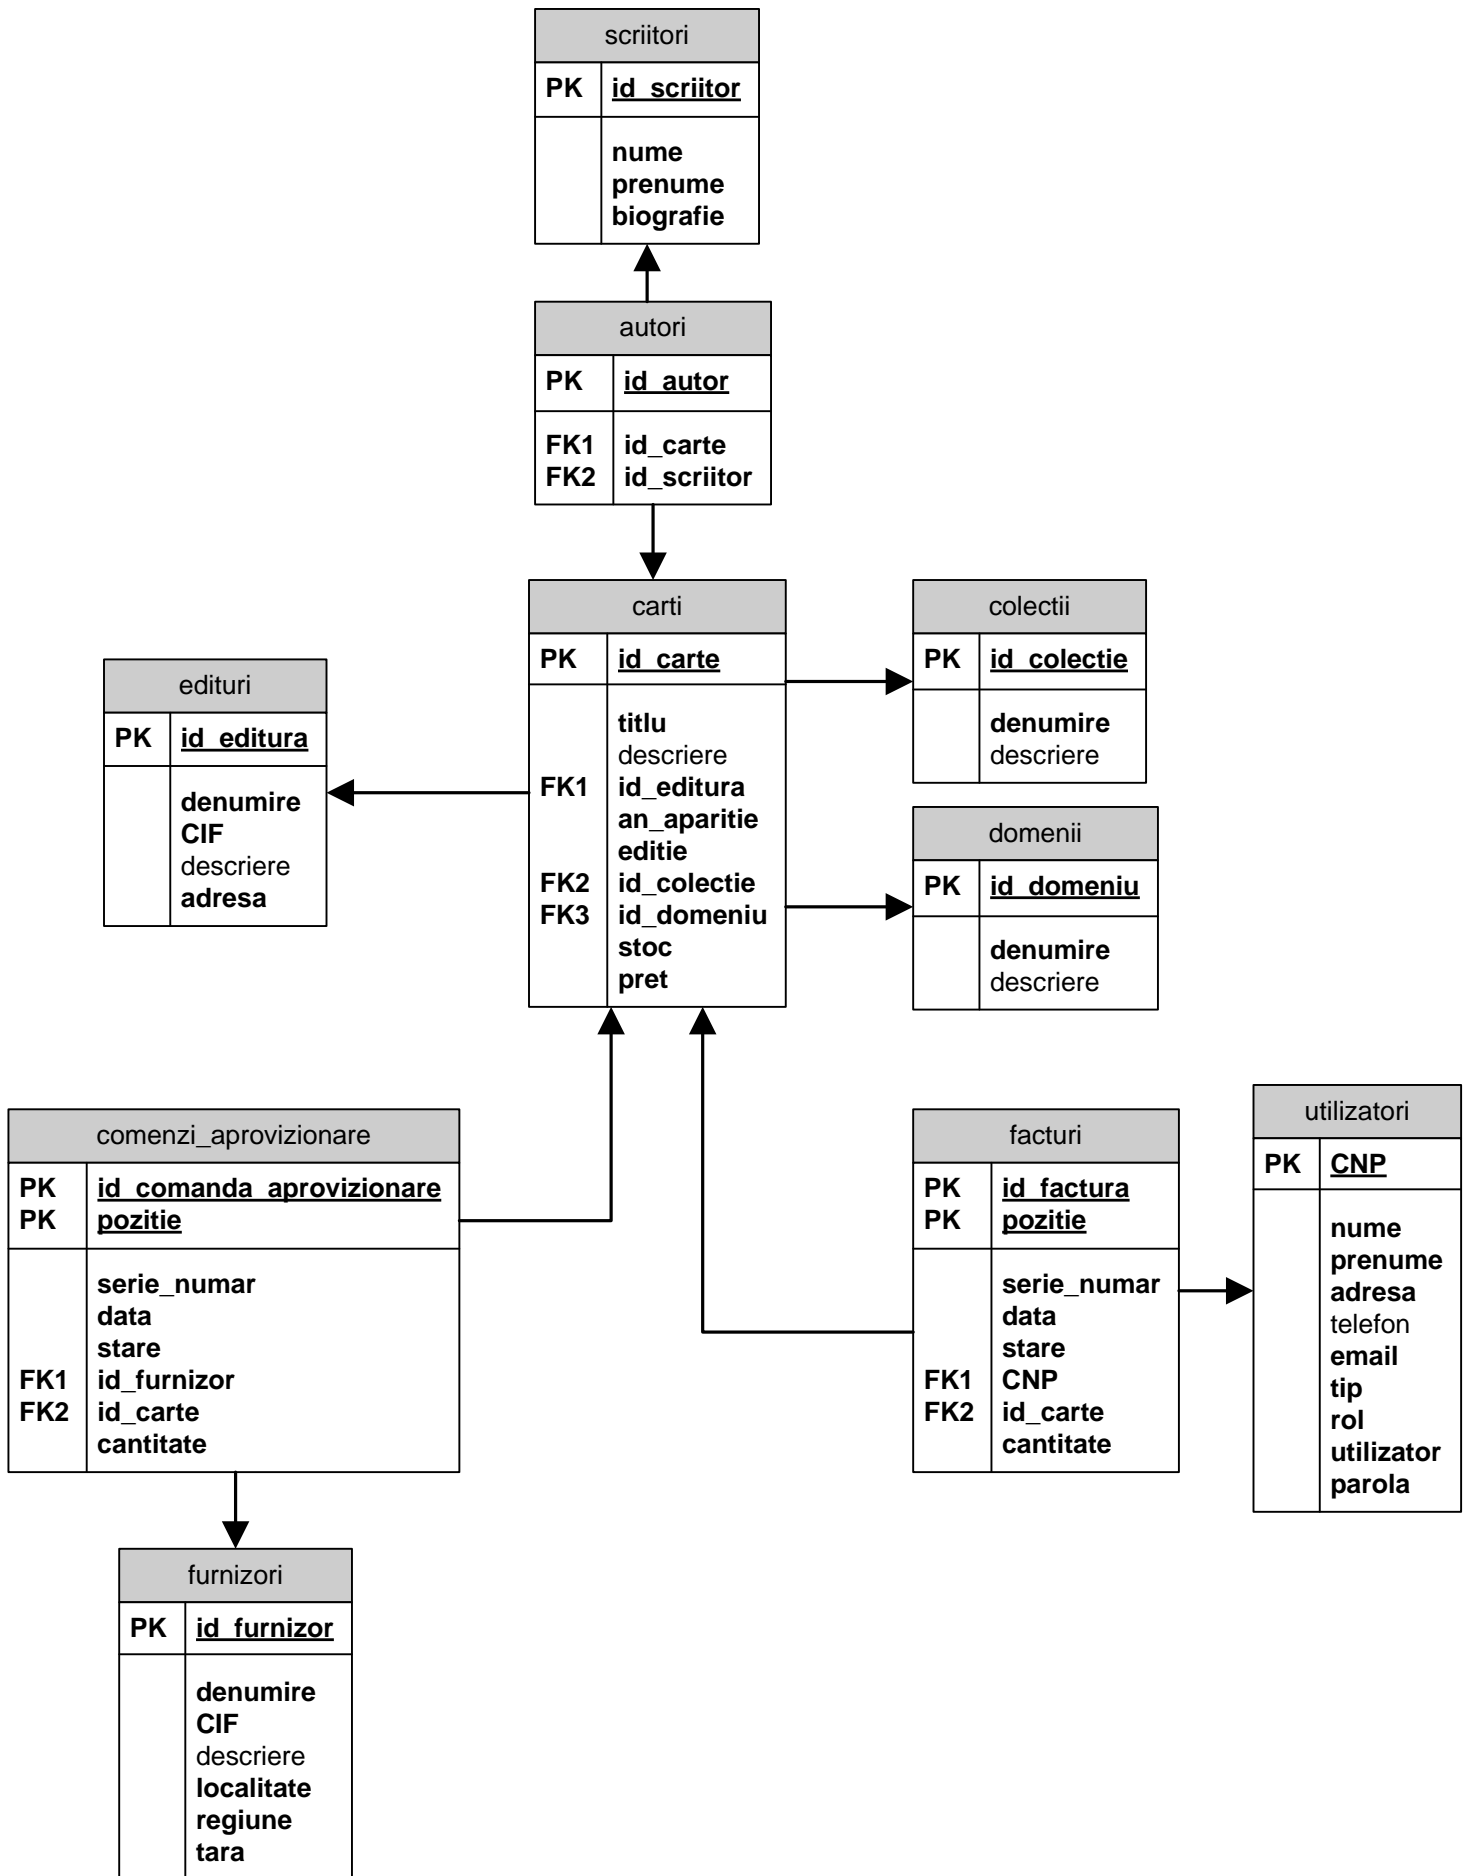 scriitori
PK id_scriitor
nume
prenume
biografie
autori
PK id_autor
FK1 id_carte
FK2 id_scriitor
carti
PK id_carte
titlu
descriere
FK1 id_editura
an_aparitie
editie
FK2 id_colectie
FK3 id_domeniu
stoc
pret
colectii
PK id_colectie
denumire
descriere
edituri
PK id_editura
denumire
CIF
descriere
adresa
domenii
PK id_domeniu
denumire
descriere
comenzi_aprovizionare
PK id_comanda_aprovizionare
PK pozitie
serie_numar
data
stare
FK1 id_furnizor
FK2 id_carte
cantitate
facturi
PK id_factura
PK pozitie
serie_numar
data
stare
FK1 CNP
FK2 id_carte
cantitate
utilizatori
PK CNP
nume
prenume
adresa
telefon
email
tip
rol
utilizator
parola
furnizori
PK id_furnizor
denumire
CIF
descriere
localitate
regiune
tara